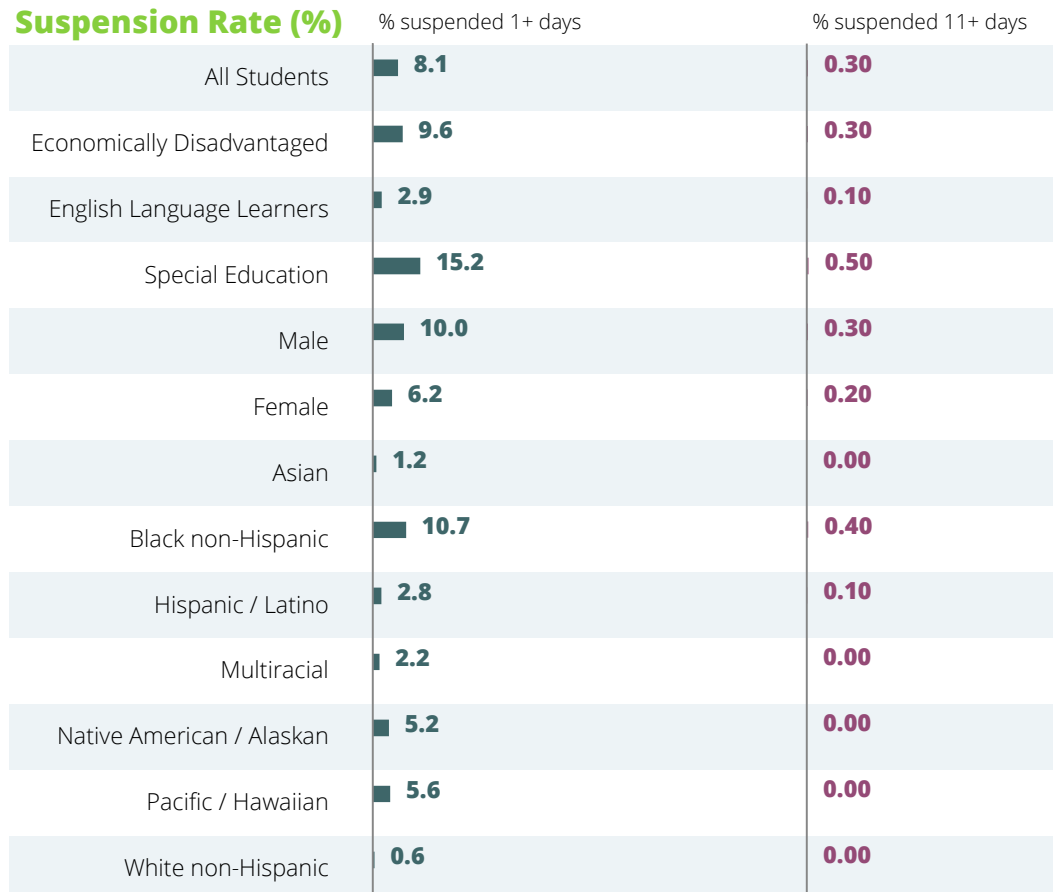 Suspension Rate (%) % suspended 1+ days % suspended 11+ days
All Students 8.1 0.30
Economically Disadvantaged 9.6 0.30
English Language Learners 2.9 0.10
Special Education 15.2 0.50
Male 10.0 0.30
Female 6.2 0.20
Asian 1.2 0.00
Black non-Hispanic 10.7 0.40
Hispanic / Latino 2.8 0.10
Multiracial 2.2 0.00
Native American / Alaskan 5.2 0.00
Pacific / Hawaiian 5.6 0.00
White non-Hispanic 0.6 0.00